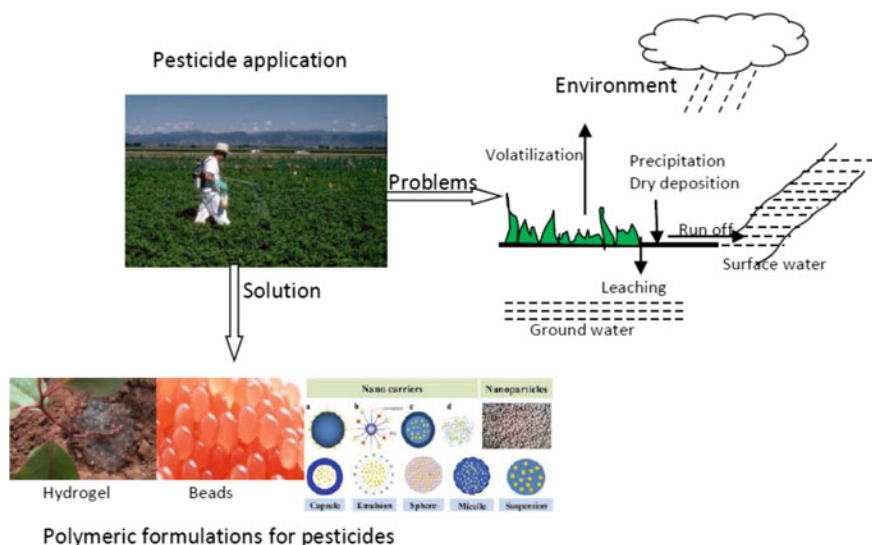 Pesticide application
Environment
Volatilization
Precipitation
Dry deposition
Problems
Run off
Surface water
Leaching
Ground water
Solution
Nano carriers
Nanoparticles
a
b
c
d
Capsule
Emulsion
Sphere
Micelle
Suspension
Hydrogel
Beads
Polymeric formulations for pesticides